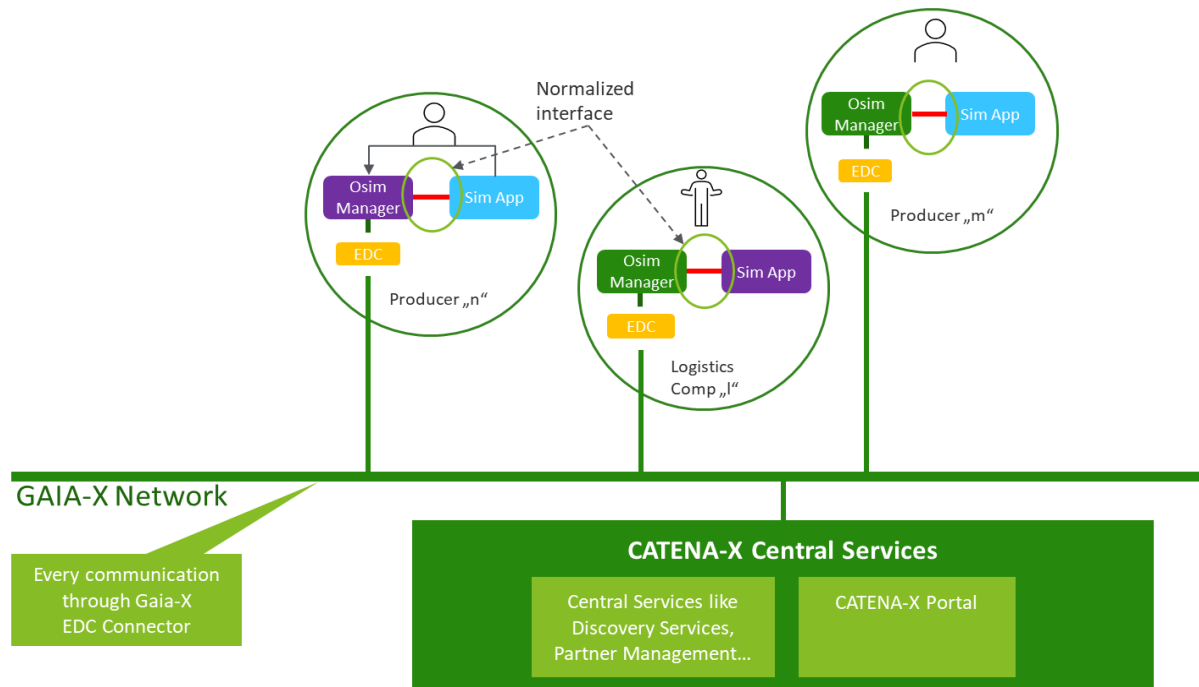 Normalized
interface
Osim
Manager
Sim App
EDC
Producer „n“
Osim
Manager
Sim App
EDC
Logistics
Comp „l“
Osim
Manager
Sim App
EDC
Producer „m“
GAIA-X Network
Every communication
through Gaia-X
EDC Connector
CATENA-X Central Services
Central Services like
Discovery Services,
Partner Management...
CATENA-X Portal